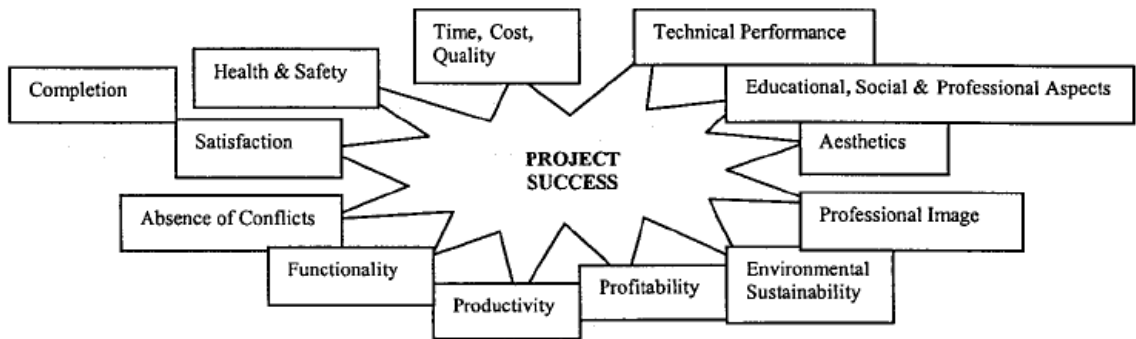 Time, Cost,
Quality
Technical Performance
Health & Safety
Completion
Educational, Social & Professional Aspects
Satisfaction
Aesthetics
PROJECT
SUCCESS
Absence of Conflicts
Professional Image
Functionality
Environmental
Sustainability
Profitability
Productivity